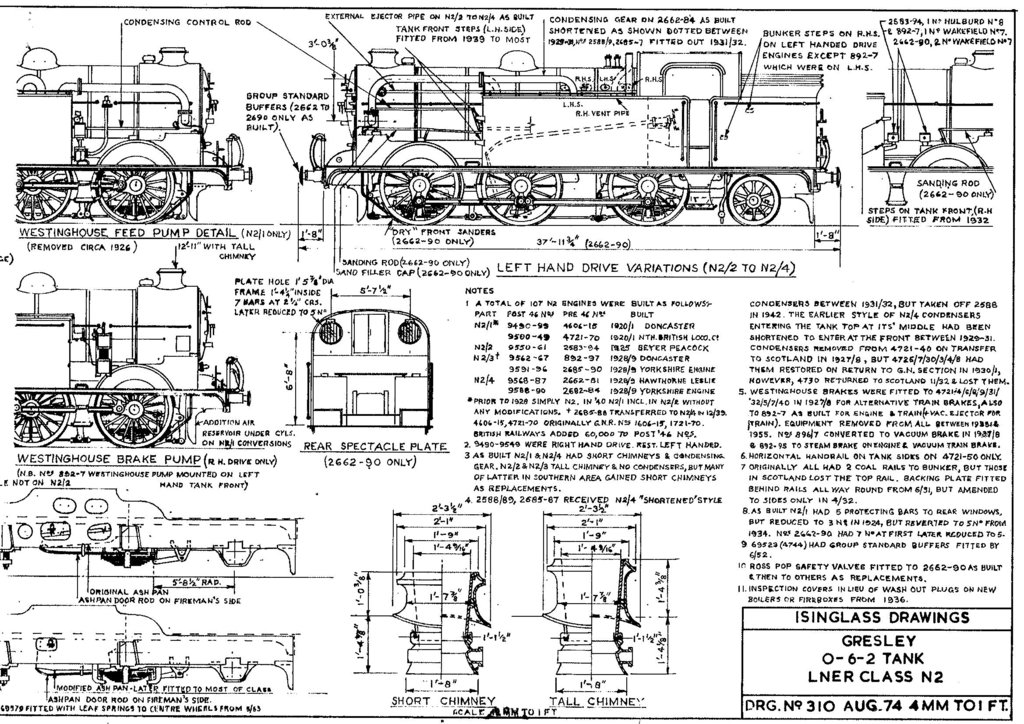 CONDENSING CONTROL ROD
EXTERNAL EJECTOR PIPE ON N2/2 TO N2/4 AS BUILT
TANK FRONT STEPS (L.H. SIDE)
FITTED FROM 1939 TO MOST
CONDENSING GEAR ON 2662-84 AS BUILT
SHORTENED AS SHOWN DOTTED BETWEEN
1929-31, Nos 2588/9, 2685-7 FITTED OUT 1931/32.
BUNKER STEPS ON R.H.S.
ON LEFT HANDED DRIVE
ENGINES EXCEPT 892-7
WHICH WERE ON L.H.S.
2583-94, 1 No HULBURD No 8
& 892-7, 1 No WAKEFIELD No 7.
2662-90, 2 No WAKEFIELD No 7
3'-0¾"
GROUP STANDARD
BUFFERS (2662 TO
2690 ONLY AS
BUILT).
R.H.S.
L.H.S.
R.H.S.
L.H.S.
R.H. VENT PIPE
SANDING ROD
(2662-90 ONLY)
STEPS ON TANK FRONT, (R.H
SIDE) FITTED FROM 1932
WESTINGHOUSE FEED PUMP DETAIL (N2/1 ONLY)
(REMOVED CIRCA 1926)
1'-8"
"DRY" FRONT SANDERS
(2662-90 ONLY)
37'-11¾" (2662-90)
1'-8"
12'-11" WITH TALL
CHIMNEY
SANDING ROD (2662-90 ONLY)
SAND FILLER CAP (2662-90 ONLY)
LEFT HAND DRIVE VARIATIONS (N2/2 TO N2/4)
PLATE HOLE 1' 5⅞" DIA
FRAME 1'-4½" INSIDE
7 BARS AT 2¼" CRS.
LATER REDUCED TO 5 No
5'-7½"
6'-8"
ADDITION AIR
RESERVOIR UNDER CYLS.
ON N2/1 CONVERSIONS
REAR SPECTACLE PLATE
(2662-90 ONLY)
WESTINGHOUSE BRAKE PUMP (R.H. DRIVE ONLY)
(N.B. Nos 892-7 WESTINGHOUSE PUMP MOUNTED ON LEFT
HAND TANK FRONT)
LE NOT ON N2/2
NOTES
1 A TOTAL OF 107 N2 ENGINES WERE BUILT AS FOLLOWS:-
PART POST 46 Nos PRE 46 Nos BUILT
N2/1* 9490-99 4606-15 1920/1 DONCASTER
9500-49 4721-70 1920/1 NTH. BRITISH LOCO. Ct
N2/2 9550-61 2583-94 1925 BEYER PEACOCK
N2/3† 9562-67 892-97 1928/9 DONCASTER
9591-96 2685-90 1928/9 YORKSHIRE ENGINE
N2/4 9568-87 2662-81 1928/9 HAWTHORNE LESLIE
9588-90 2682-84 1928/9 YORKSHIRE ENGINE
* PRIOR TO 1928 SIMPLY N2, IN '40 N2/1 INCL. IN N2/2 WITHOUT
ANY MODIFICATIONS. † 2685-88 TRANSFERRED TO N2/4 IN 12/39.
4606-15, 4721-70 ORIGINALLY G.N.R. Nos 1606-15, 1721-70.
BRITISH RAILWAYS ADDED 60,000 TO POST '46 Nos.
2. 9490-9549 WERE RIGHT HAND DRIVE. REST. LEFT HANDED.
3 AS BUILT N2/1 & N2/4 HAD SHORT CHIMNEYS & CONDENSING
GEAR. N2/2 & N2/3 TALL CHIMNEY & NO CONDENSERS, BUT MANY
OF LATTER IN SOUTHERN AREA GAINED SHORT CHIMNEYS
AS REPLACEMENTS.
4. 2588/89, 2685-87 RECEIVED N2/4 "SHORTENED" STYLE
CONDENSERS BETWEEN 1931/32, BUT TAKEN OFF 2588
IN 1942. THE EARLIER STYLE OF N2/4 CONDENSERS
ENTERING THE TANK TOP AT ITS' MIDDLE HAD BEEN
SHORTENED TO ENTER AT THE FRONT BETWEEN 1929-31.
CONDENSERS REMOVED FROM 4721-40 ON TRANSFER
TO SCOTLAND IN 1927/8, BUT 4726/7/30/3/4/8 HAD
THEM RESTORED ON RETURN TO G.N. SECTION IN 1930/1,
HOWEVER, 4730 RETURNED TO SCOTLAND 11/32 & LOST THEM.
5. WESTINGHOUSE BRAKES WERE FITTED TO 4721/4/5/8/9/31/
32/5/7/40 IN 1927/8 AS ALTERNATIVE TRAIN BRAKES, ALSO
TO 892-7 AS BUILT FOR ENGINE & TRAIN (+ VAC. EJECTOR FOR
TRAIN). EQUIPMENT REMOVED FROM ALL BETWEEN 1938 &
1955. Nos 896/7 CONVERTED TO VACUUM BRAKE IN 1927/8
& 892-93 TO STEAM BRAKE ON ENGINE & VACUUM TRAIN BRAKE.
6. HORIZONTAL HANDRAIL ON TANK SIDES ON 4721-50 ONLY.
7 ORIGINALLY ALL HAD 2 COAL RAILS TO BUNKER, BUT THOSE
IN SCOTLAND LOST THE TOP RAIL. BACKING PLATE FITTED
BEHIND RAILS ALL WAY ROUND FROM 6/31, BUT AMENDED
TO SIDES ONLY IN 4/32.
8. AS BUILT N2/1 HAD 5 PROTECTING BARS TO REAR WINDOWS,
BUT REDUCED TO 3 No IN 1924, BUT REVERTED TO 5 No FROM
1934. Nos 2662-90 HAD 7 No AT FIRST LATER REDUCED TO 5.
9 69523 (4744) HAD GROUP STANDARD BUFFERS FITTED BY
6/52.
10 ROSS POP SAFETY VALVES FITTED TO 2662-90 AS BUILT
& THEN TO OTHERS AS REPLACEMENTS.
11. INSPECTION COVERS IN LIEU OF WASH OUT PLUGS ON NEW
BOILERS OR FIREBOXES FROM 1936.
5'-8½" RAD.
ORIGINAL ASH PAN
ASHPAN DOOR ROD ON FIREMAN'S SIDE
MODIFIED ASH PAN-LATER FITTED TO MOST OF CLASS
ASHPAN DOOR ROD ON FIREMAN'S SIDE.
FITTED WITH LEAF SPRINGS TO CENTRE WHEELS FROM
2'-3½"
2'-1"
1'-9"
1'-4 9/16"
1'-0⅜"
1'-7⅞"
1'-4⅞"
1'-1½"
1'-8"
SHORT CHIMNEY
2'-3½"
2'-1"
1'-9"
1'-4 9/16"
1'-4¾"
1'-7⅞"
1'-1½"
1'-4⅞"
1'-8"
TALL CHIMNEY
SCALE MM TO 1 FT
ISINGLASS DRAWINGS
GRESLEY
0-6-2 TANK
LNER CLASS N2
DRG. No 310 AUG. 74 4MM TO 1 FT.